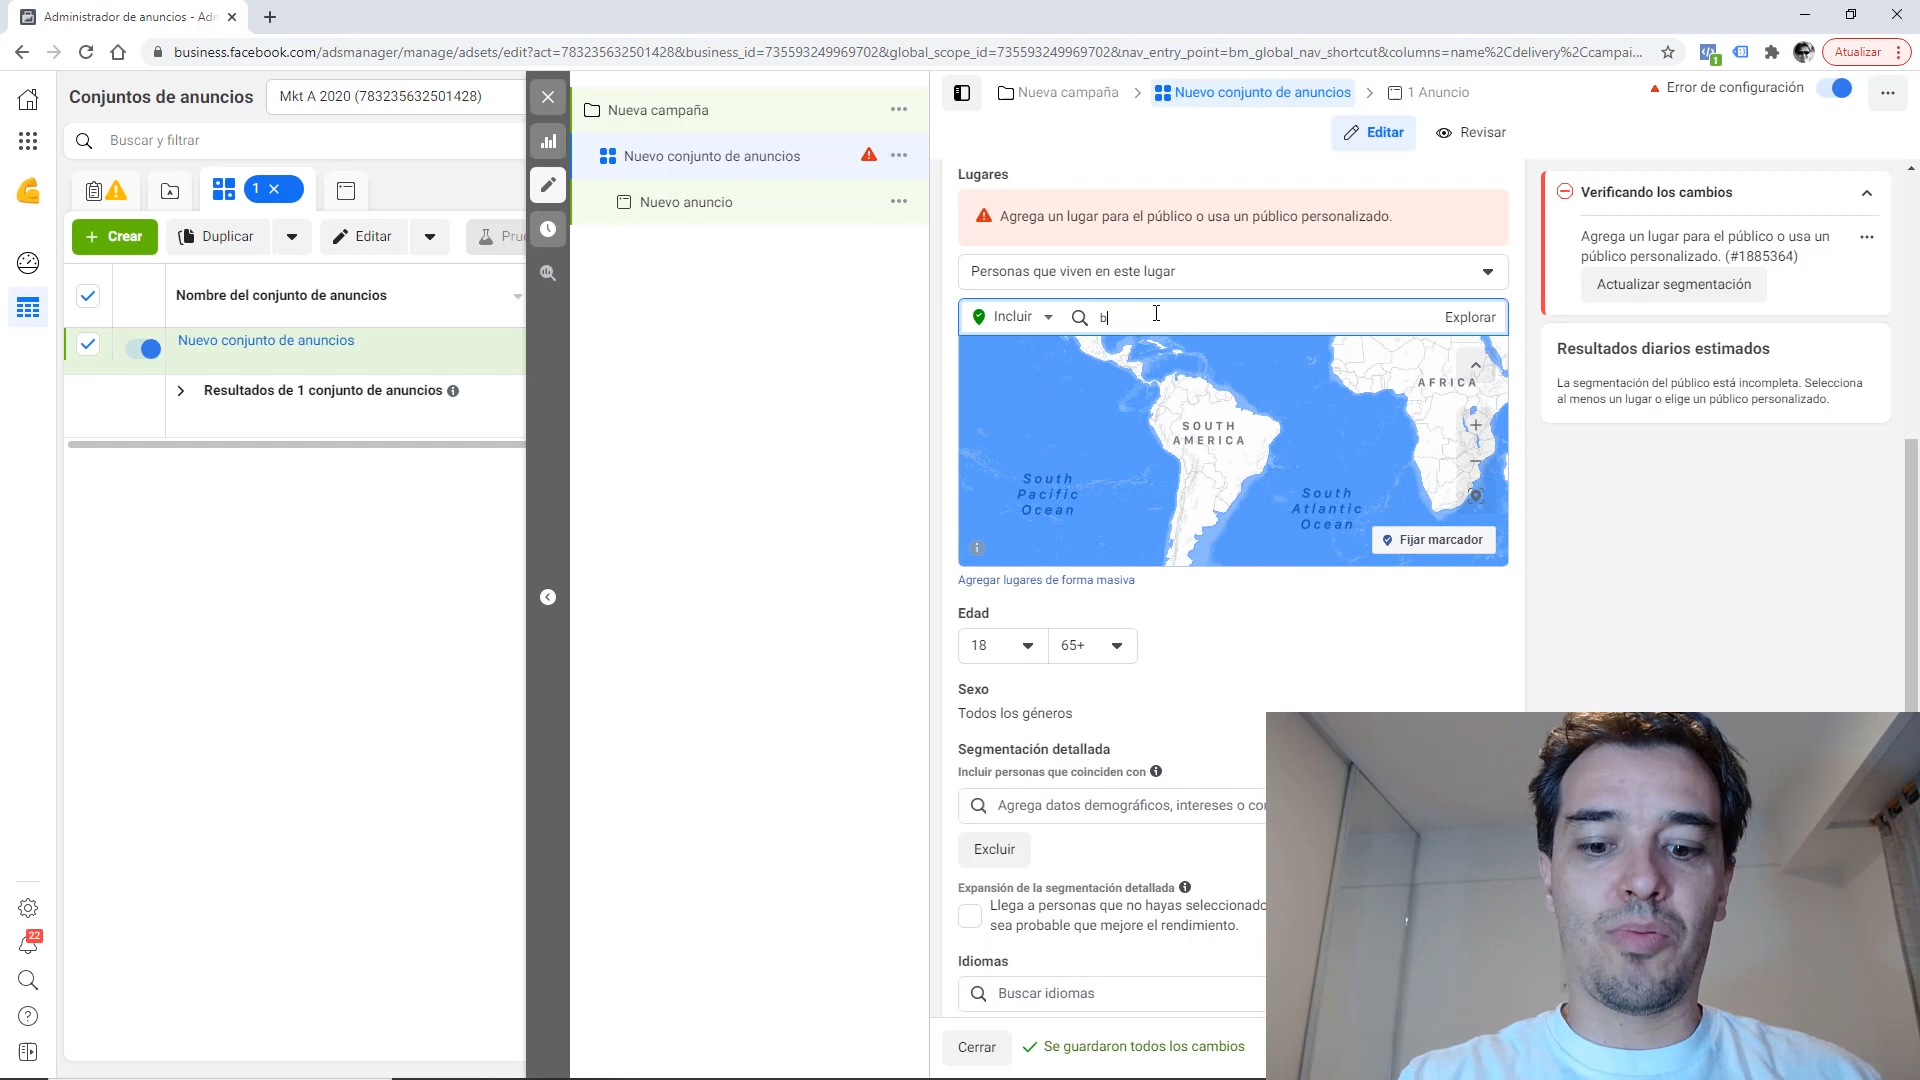 Administrador de anuncios - Adm
business.facebook.com/adsmanager/manage/adsets/edit?act=783235632501428&business_id=735593249969702&global_scope_id=735593249969702&nav_entry_point=bm_global_nav_shortcut&columns=name%2Cdelivery%2Ccampai...
1
Atualizar
Conjuntos de anuncios
Mkt A 2020 (783235632501428)
Buscar y filtrar
1
Crear
Duplicar
Editar
Pru
Nombre del conjunto de anuncios
Nuevo conjunto de anuncios
Resultados de 1 conjunto de anuncios
22
Nueva campaña
Nuevo conjunto de anuncios
Nuevo anuncio
Nueva campaña
Nuevo conjunto de anuncios
1 Anuncio
Error de configuración
Editar
Revisar
Lugares
Agrega un lugar para el público o usa un público personalizado.
Personas que viven en este lugar
Incluir
b
Explorar
AFRICA
SOUTH
AMERICA
South
Pacific
Ocean
South
Atlantic
Ocean
Fijar marcador
Agregar lugares de forma masiva
Edad
18
65+
Sexo
Todos los géneros
Segmentación detallada
Incluir personas que coinciden con
Agrega datos demográficos, intereses o co
Excluir
Expansión de la segmentación detallada
Llega a personas que no hayas seleccionado
sea probable que mejore el rendimiento.
Idiomas
Buscar idiomas
Cerrar
Se guardaron todos los cambios
Verificando los cambios
Agrega un lugar para el público o usa un
público personalizado. (#1885364)
Actualizar segmentación
Resultados diarios estimados
La segmentación del público está incompleta. Selecciona
al menos un lugar o elige un público personalizado.